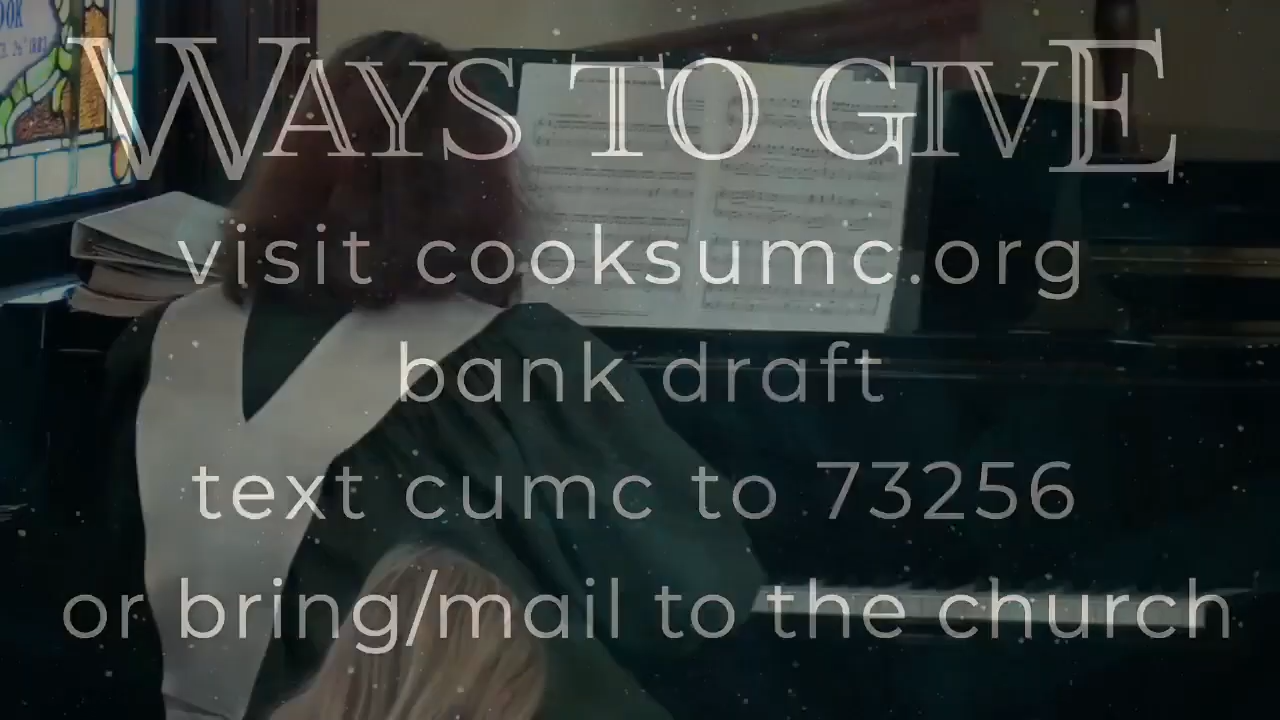 WAYS TO GIVE
visit cooksumc.org
bank draft
text cumc to 73256
or bring/mail to the church